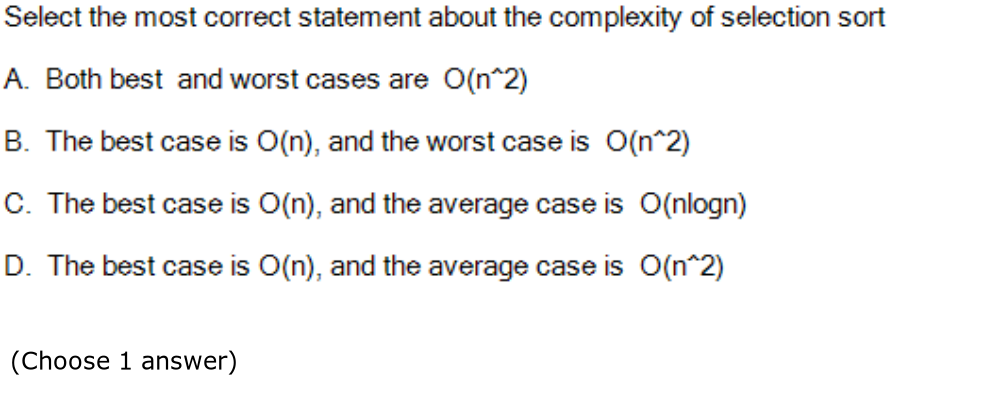 Select the most correct statement about the complexity of selection sort
A. Both best and worst cases are O(n^2)
B. The best case is O(n), and the worst case is O(n^2)
C. The best case is O(n), and the average case is O(nlogn)
D. The best case is O(n), and the average case is O(n^2)
(Choose 1 answer)